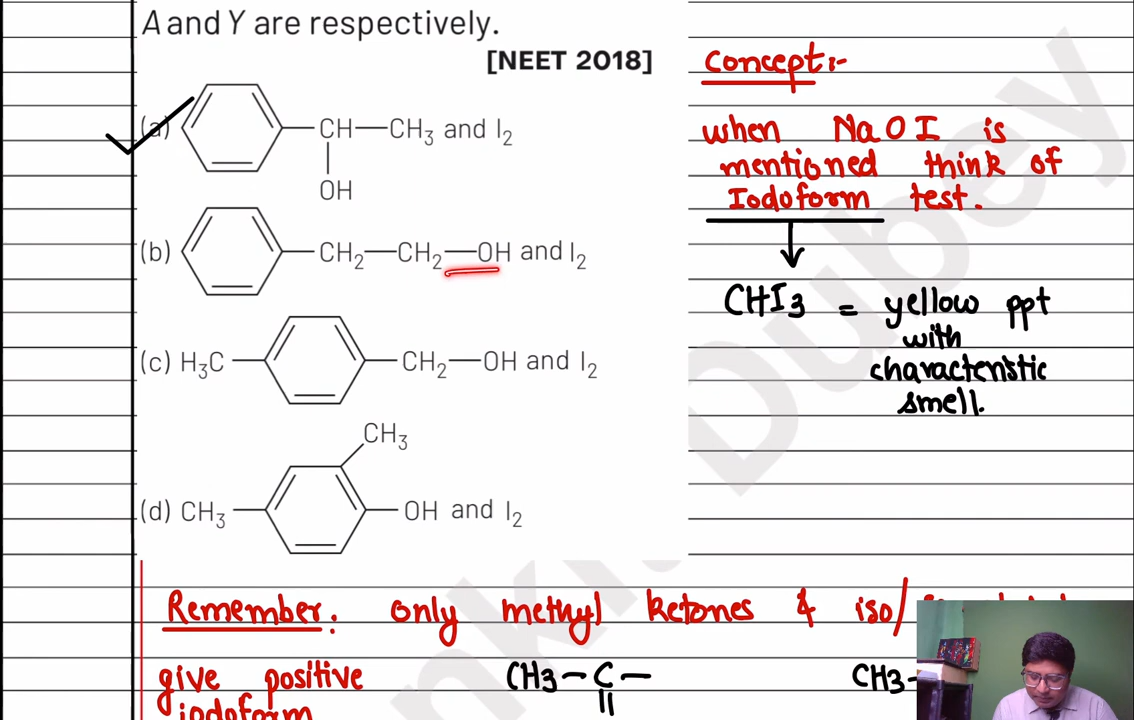 A and Y are respectively.
[NEET 2018]
(a) CH—CH3 and I2
OH
(b) CH2—CH2—OH and I2
(c) H3C CH2—OH and I2
CH3
(d) CH3 OH and I2
Concept:-
when NaOI is
mentioned think of
Iodoform test.
CHI3 = yellow ppt
with
characteristic
smell.
Remember: only methyl ketones & iso/
give positive CH3-C- CH3-
iodoform
Dubey